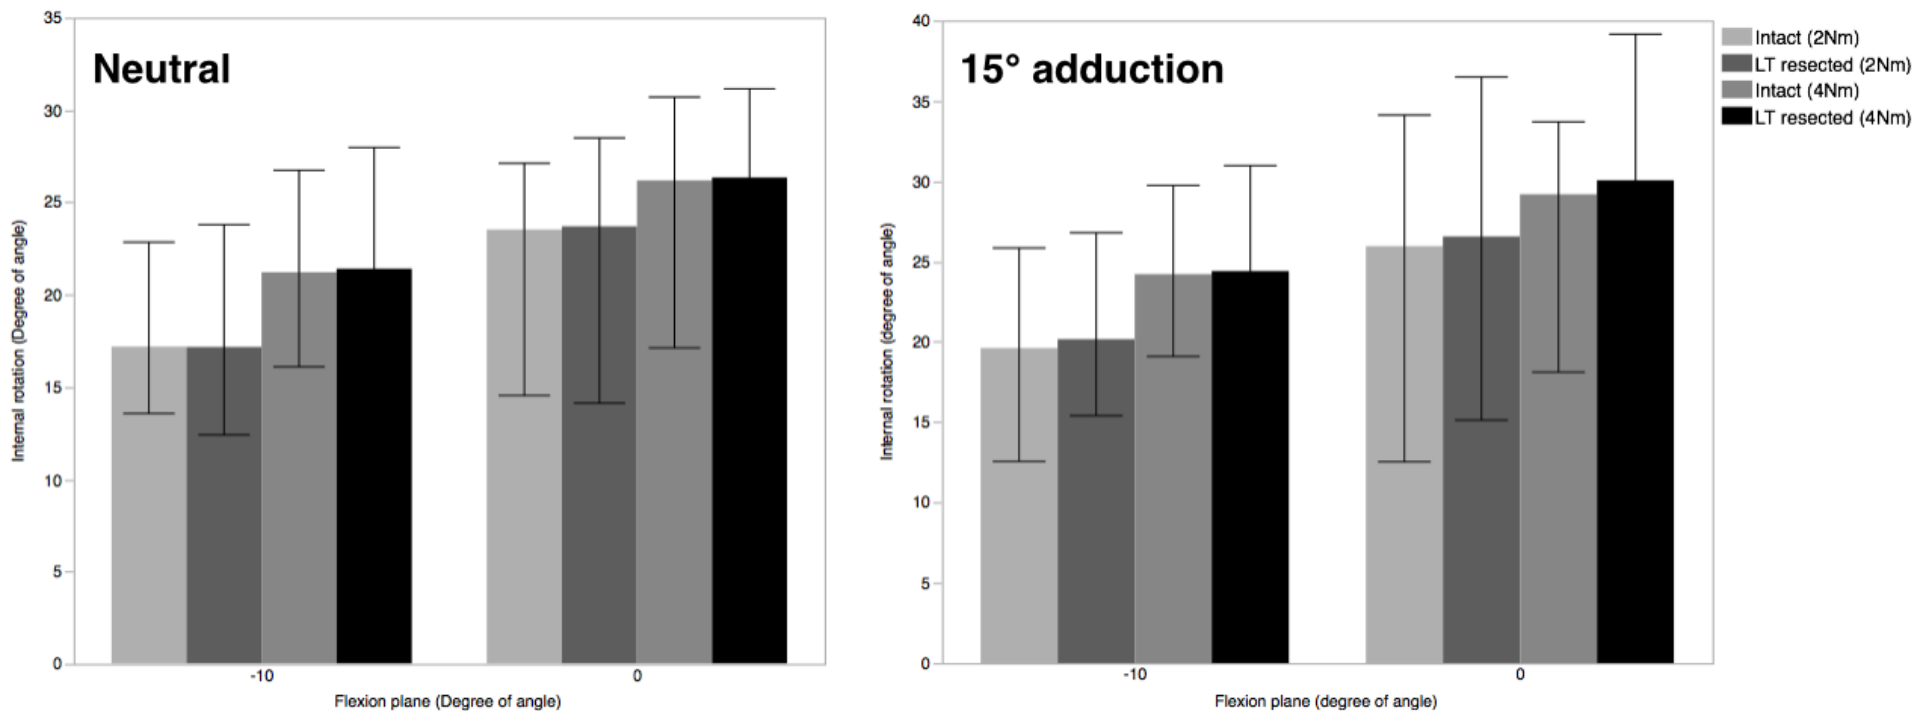 Neutral
35
30
25
20
15
10
5
0
Internal rotation (Degree of angle)
-10
0
Flexion plane (Degree of angle)
15° adduction
40
35
30
25
20
15
10
5
0
Internal rotation (degree of angle)
-10
0
Flexion plane (degree of angle)
Intact (2Nm)
LT resected (2Nm)
Intact (4Nm)
LT resected (4Nm)